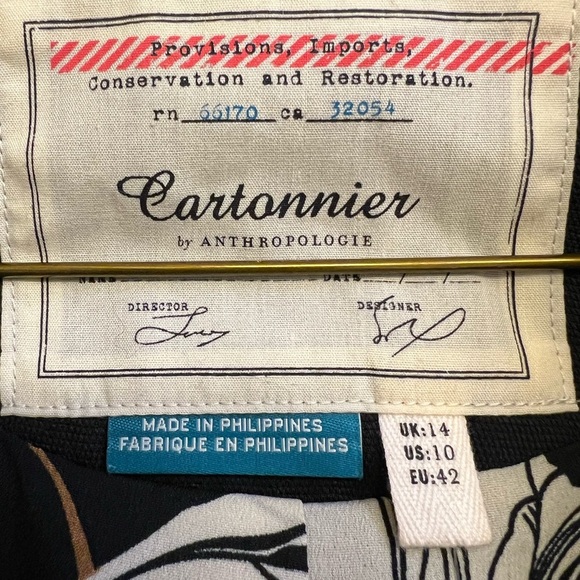 Provisions, Imports,
Conservation and Restoration.
rn 66170 ca 32054
Cartonnier
by ANTHROPOLOGIE
DATE / /
DIRECTOR DESIGNER
MADE IN PHILIPPINES
FABRIQUE EN PHILIPPINES
UK:14
US:10
EU:42